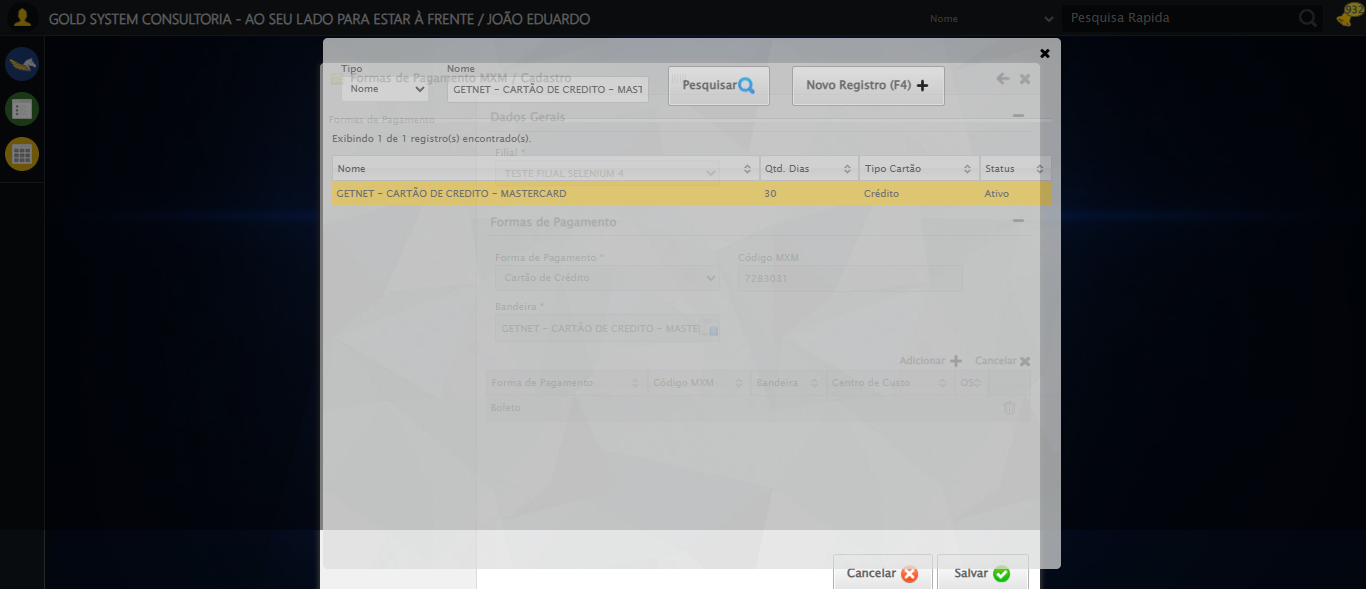 GOLD SYSTEM CONSULTORIA - AO SEU LADO PARA ESTAR À FRENTE / JOÃO EDUARDO
Nome
Pesquisa Rapida
932
Tipo
Nome
Formas de Pagamento MXM / Cadastro
Nome
GETNET - CARTÃO DE CREDITO - MAST
Pesquisar
Novo Registro (F4)
Formas de Pagamento
Dados Gerais
Exibindo 1 de 1 registro(s) encontrado(s).
Filial *
TESTE FILIAL SELENIUM 4
Nome Qtd. Dias Tipo Cartão Status
GETNET - CARTÃO DE CREDITO - MASTERCARD 30 Crédito Ativo
Formas de Pagamento
Forma de Pagamento * Código MXM
Cartão de Crédito 7283031
Bandeira *
GETNET - CARTÃO DE CREDITO - MASTE
Adicionar Cancelar
Forma de Pagamento Código MXM Bandeira Centro de Custo OS
Boleto
Cancelar Salvar